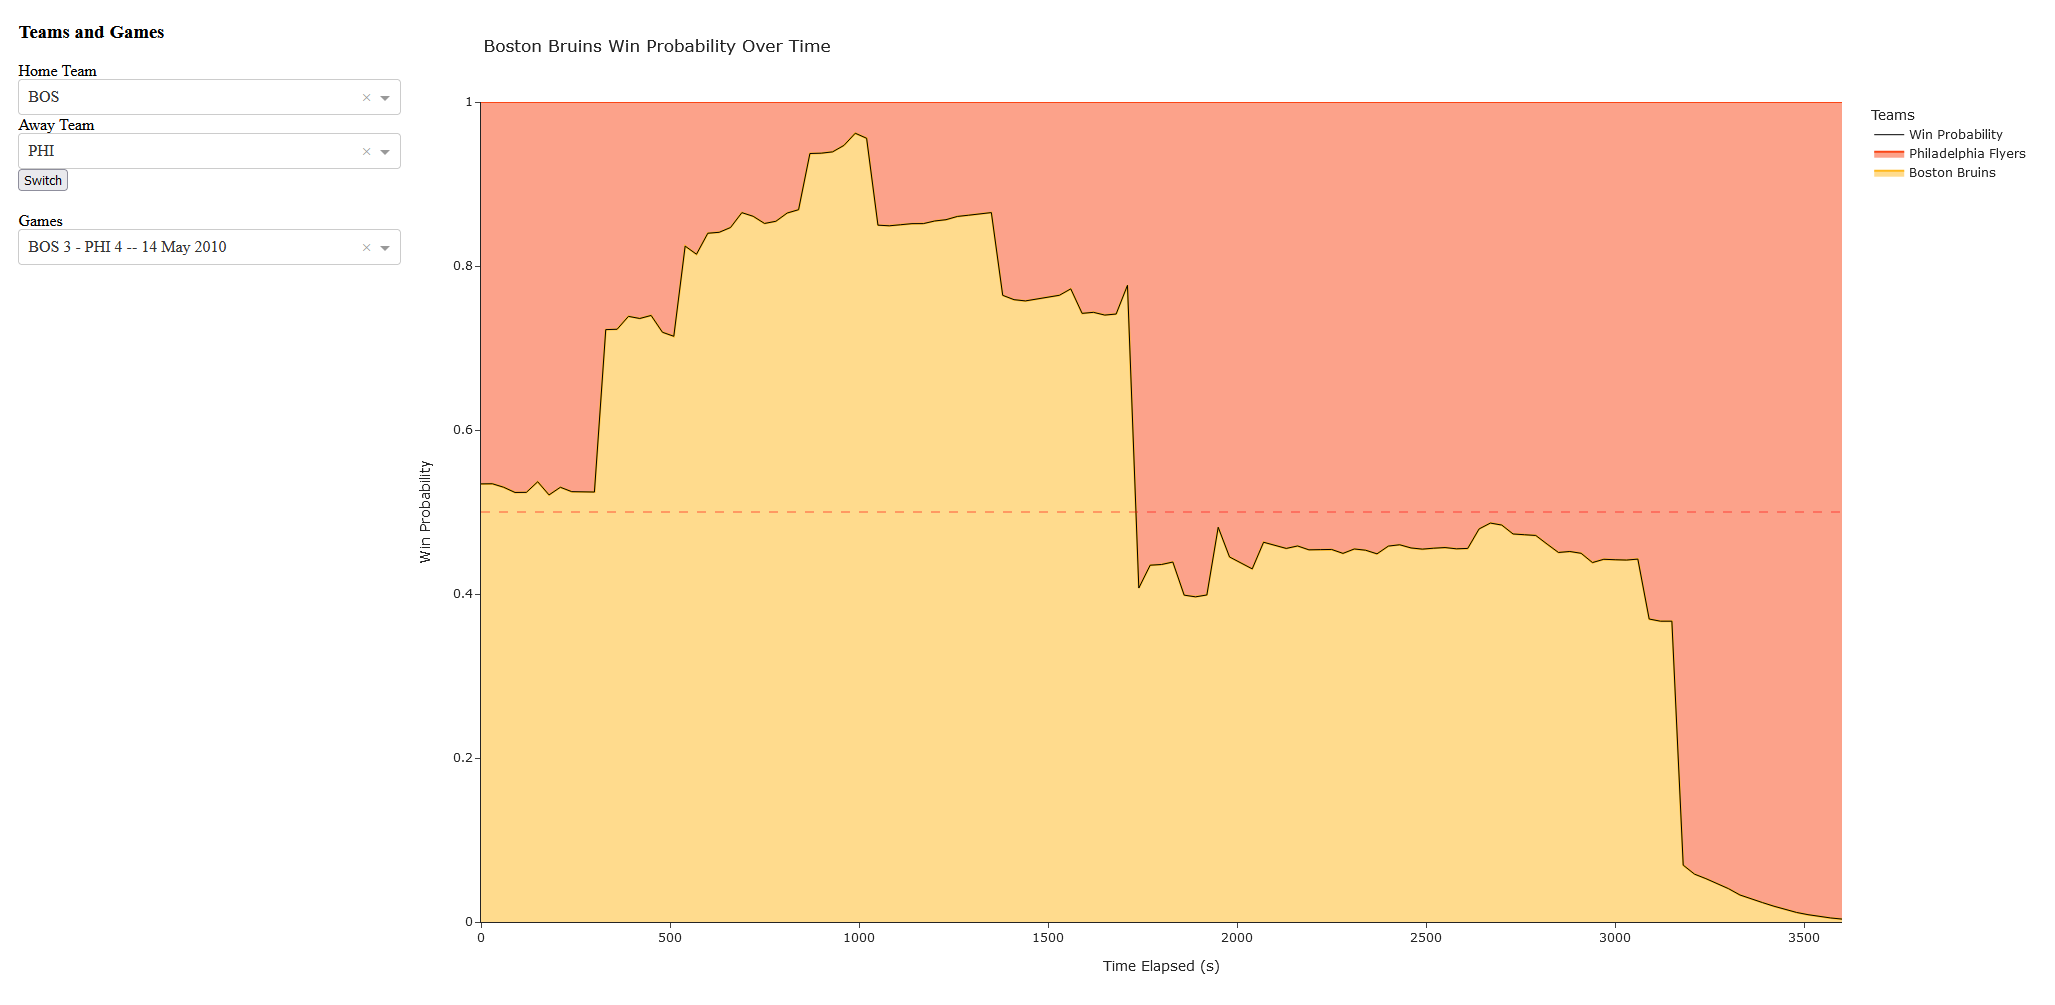 Teams and Games
Home Team
BOS
Away Team
PHI
Switch
Games
BOS 3 - PHI 4 -- 14 May 2010
Boston Bruins Win Probability Over Time
1
0.8
0.6
0.4
0.2
0
Win Probability
0 500 1000 1500 2000 2500 3000 3500
Time Elapsed (s)
Teams
Win Probability
Philadelphia Flyers
Boston Bruins